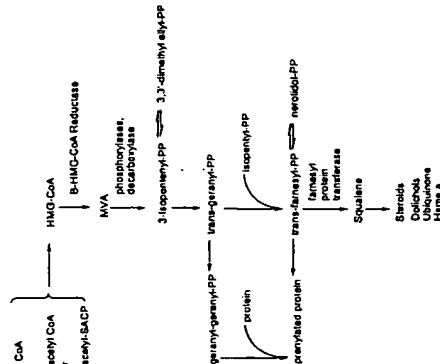 CoA
acetyl CoA
acetyl-SACP
HMG-CoA
B-HMG-CoA Reductase
MVA
phosphorylases,
decarboxylase
3-isopentenyl-PP
3,3'-dimethyl allyl-PP
trans-geranyl-PP
geranyl-geranyl-PP
isopentyl-PP
trans-farnesyl-PP
nerolidol-PP
protein
prenylated protein
farnesyl
protein
transferase
Squalene
Steroids
Dolichols
Ubiquinone